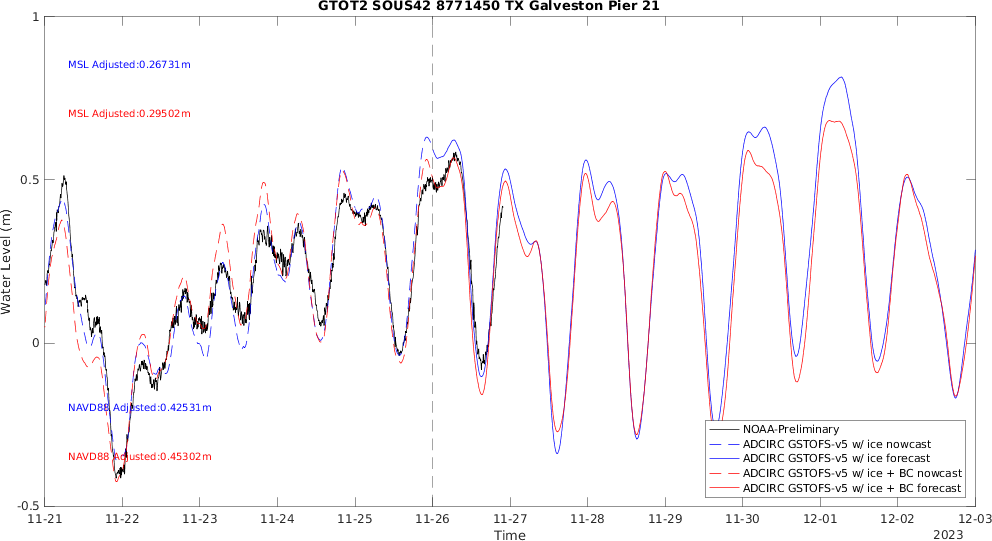 GTOT2 SOUS42 8771450 TX Galveston Pier 21
1
MSL Adjusted:0.26731m
MSL Adjusted:0.29502m
0.5
Water Level (m)
0
NAVD88 Adjusted:0.42531m
NAVD88 Adjusted:0.45302m
NOAA-Preliminary
ADCIRC GSTOFS-v5 w/ ice nowcast
ADCIRC GSTOFS-v5 w/ ice forecast
ADCIRC GSTOFS-v5 w/ ice + BC nowcast
ADCIRC GSTOFS-v5 w/ ice + BC forecast
-0.5
11-21 11-22 11-23 11-24 11-25 11-26 11-27 11-28 11-29 11-30 12-01 12-02 12-03
Time 2023